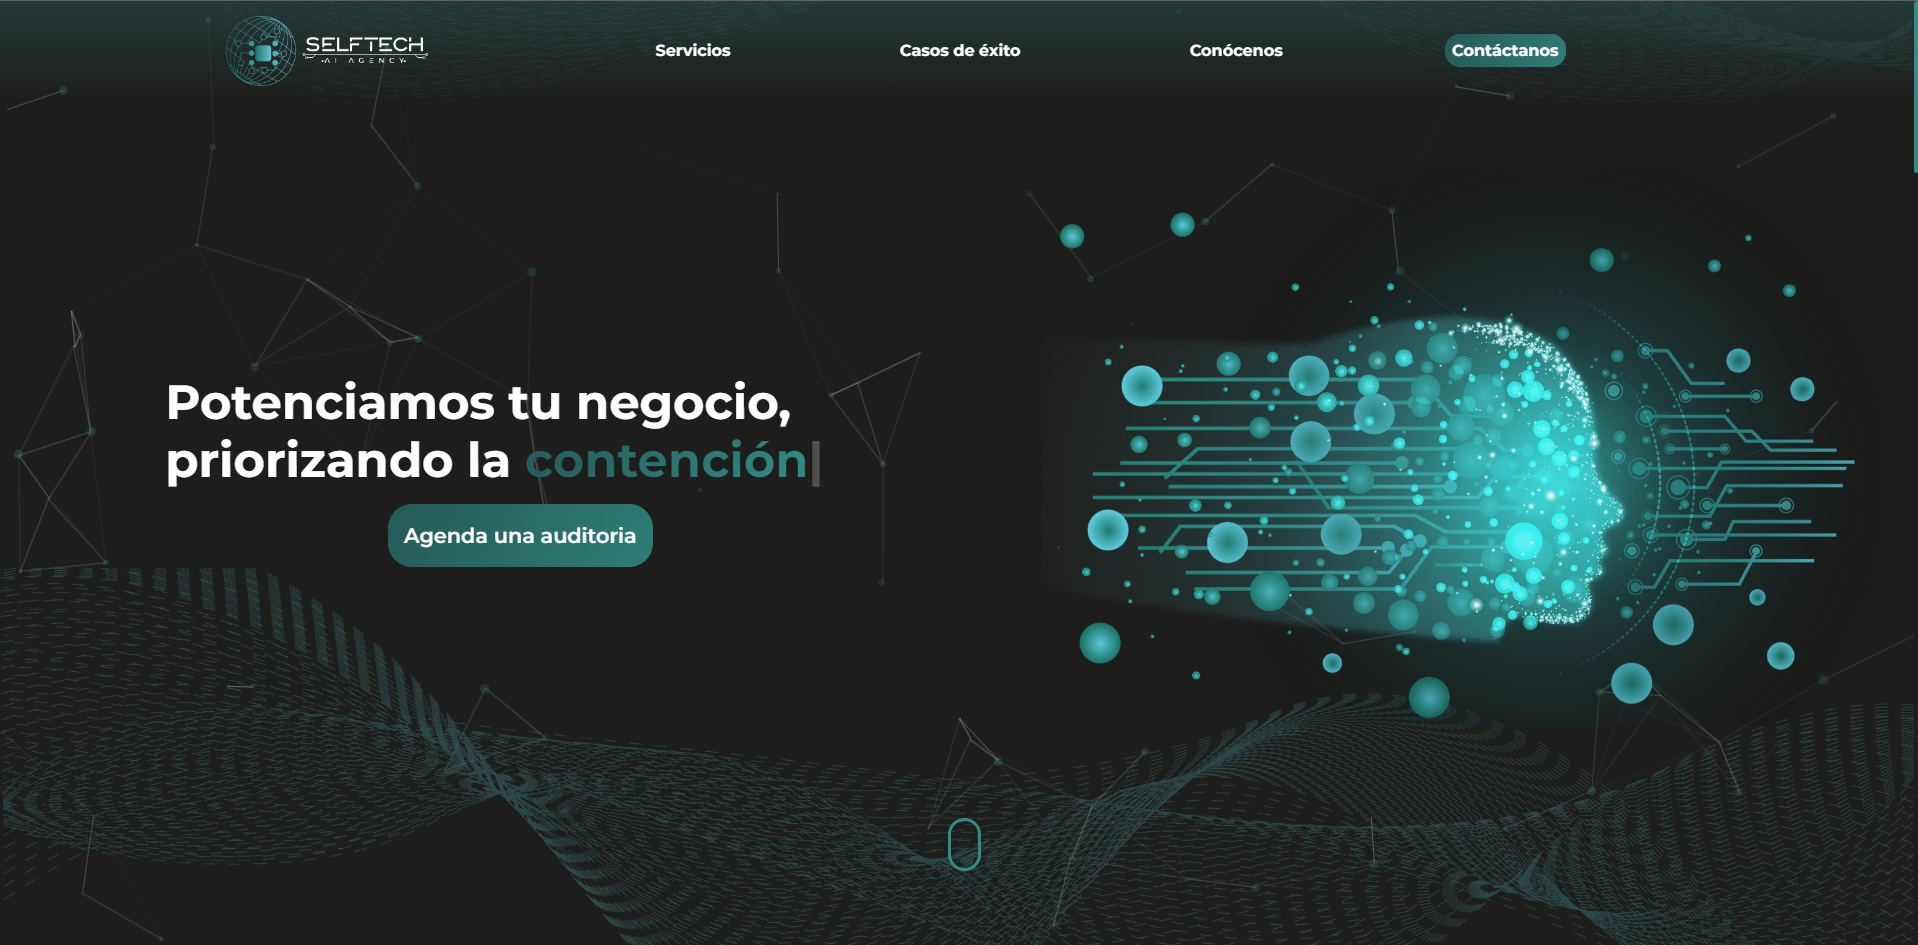 SELFTECH
AI AGENCY
Servicios
Casos de éxito
Conócenos
Contáctanos
Potenciamos tu negocio,
priorizando la contención|
Agenda una auditoria